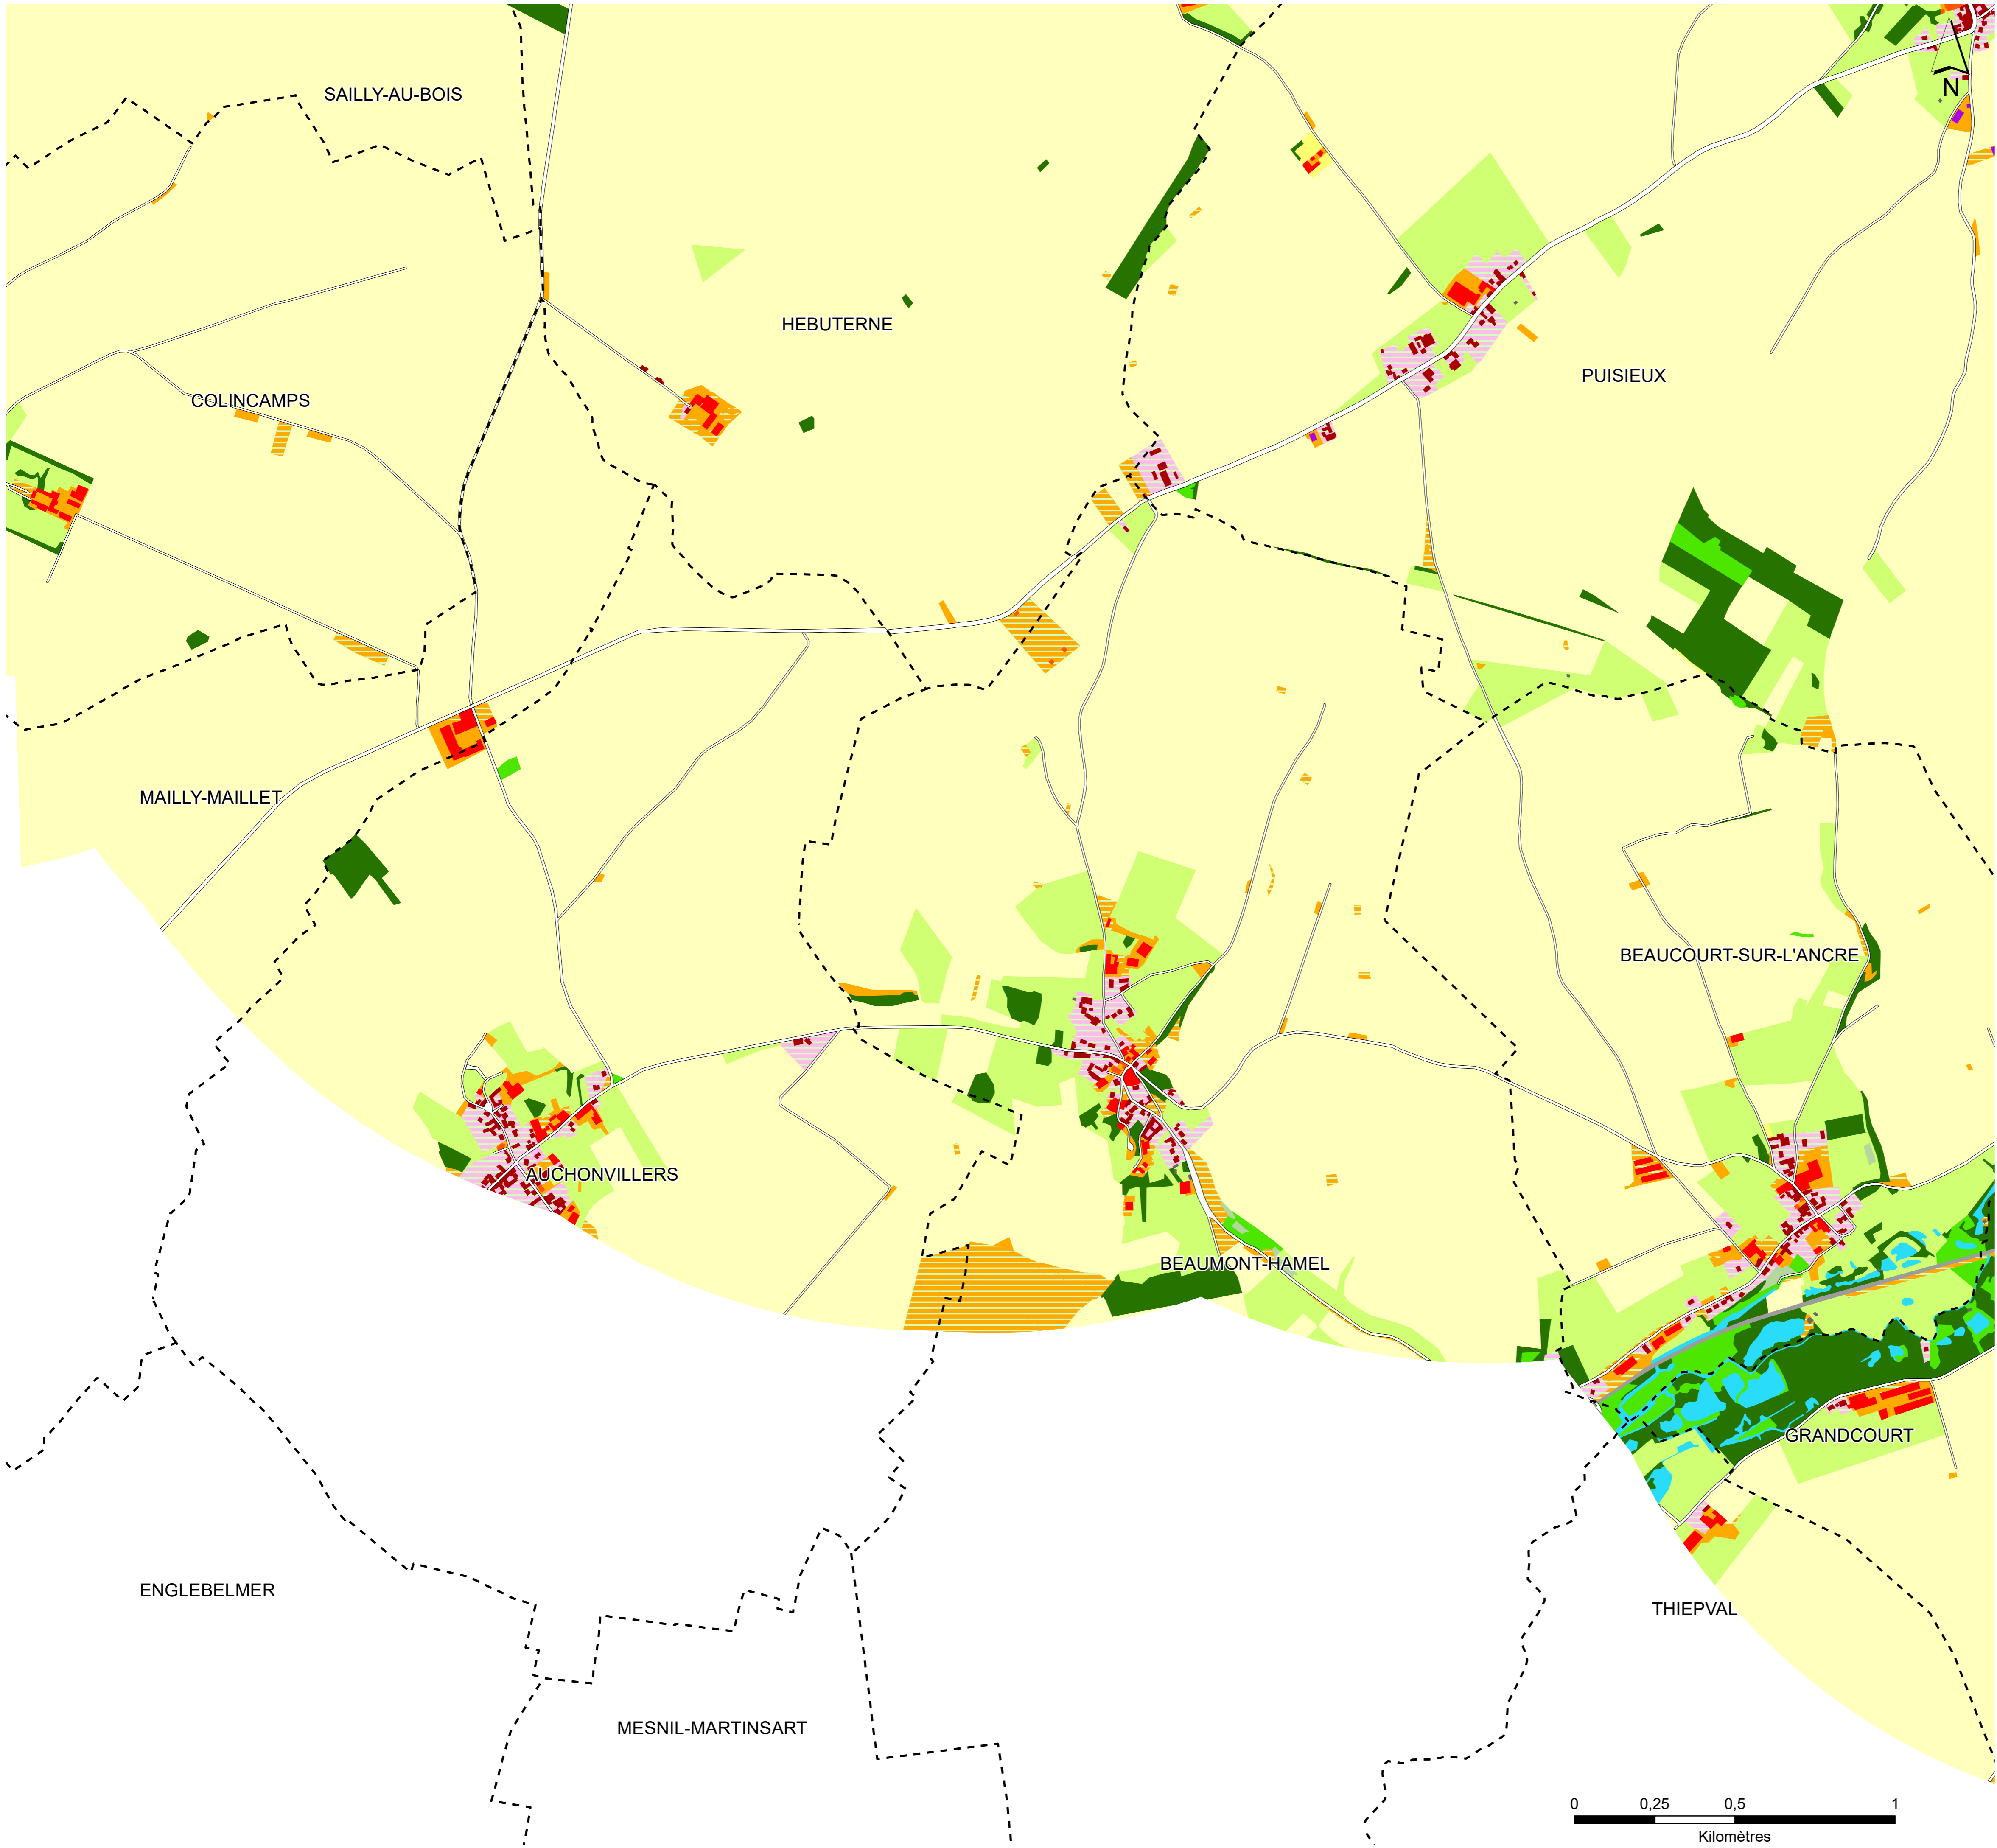 N
SAILLY-AU-BOIS
HEBUTERNE
PUISIEUX
COLINCAMPS
MAILLY-MAILLET
BEAUCOURT-SUR-L'ANCRE
AUCHONVILLERS
BEAUMONT-HAMEL
GRANDCOURT
ENGLEBELMER
THIEPVAL
MESNIL-MARTINSART
0 0,25 0,5 1
Kilomètres